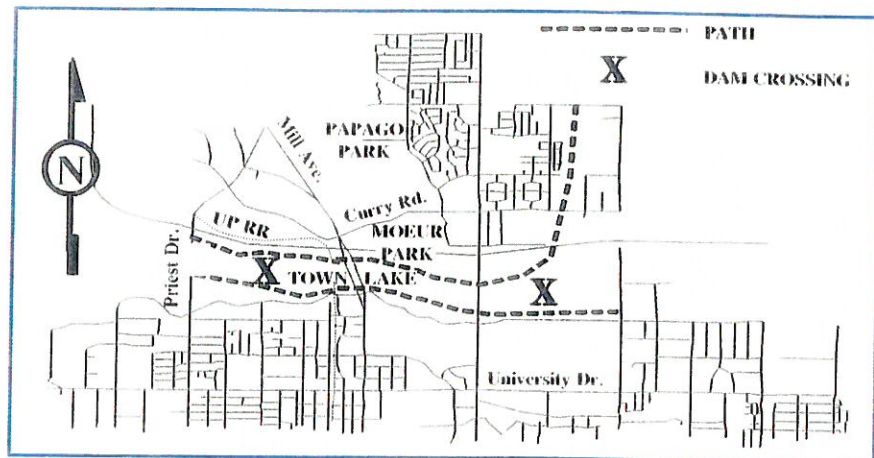 PATH
X
DAM CROSSING
N
Mill Ave.
PAPAGO
PARK
Curry Rd.
UP RR
MOEUR
PARK
Priest Dr.
X
TOWN LAKE
X
University Dr.